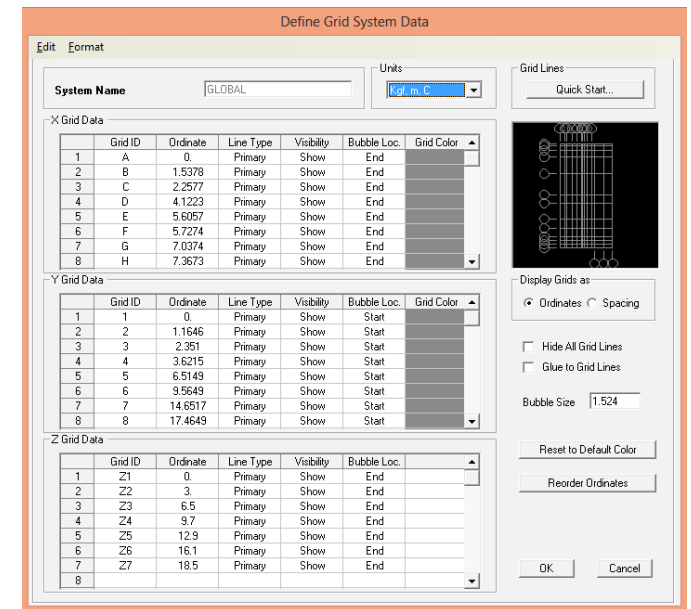 Define Grid System Data
Edit Format
System Name GLOBAL
Units
Kgf, m, C
Grid Lines
Quick Start...
X Grid Data
Grid ID Ordinate Line Type Visibility Bubble Loc. Grid Color
1 A 0. Primary Show End
2 B 1.5378 Primary Show End
3 C 2.2577 Primary Show End
4 D 4.1223 Primary Show End
5 E 5.6057 Primary Show End
6 F 5.7274 Primary Show End
7 G 7.0374 Primary Show End
8 H 7.3673 Primary Show End
Y Grid Data
Grid ID Ordinate Line Type Visibility Bubble Loc. Grid Color
1 1 0. Primary Show Start
2 2 1.1646 Primary Show Start
3 3 2.351 Primary Show Start
4 4 3.6215 Primary Show Start
5 5 6.5149 Primary Show Start
6 6 9.5649 Primary Show Start
7 7 14.6517 Primary Show Start
8 8 17.4649 Primary Show Start
Z Grid Data
Grid ID Ordinate Line Type Visibility Bubble Loc.
1 Z1 0. Primary Show End
2 Z2 3. Primary Show End
3 Z3 6.5 Primary Show End
4 Z4 9.7 Primary Show End
5 Z5 12.9 Primary Show End
6 Z6 16.1 Primary Show End
7 Z7 18.5 Primary Show End
8
Display Grids as
Ordinates Spacing
Hide All Grid Lines
Glue to Grid Lines
Bubble Size 1.524
Reset to Default Color
Reorder Ordinates
OK Cancel